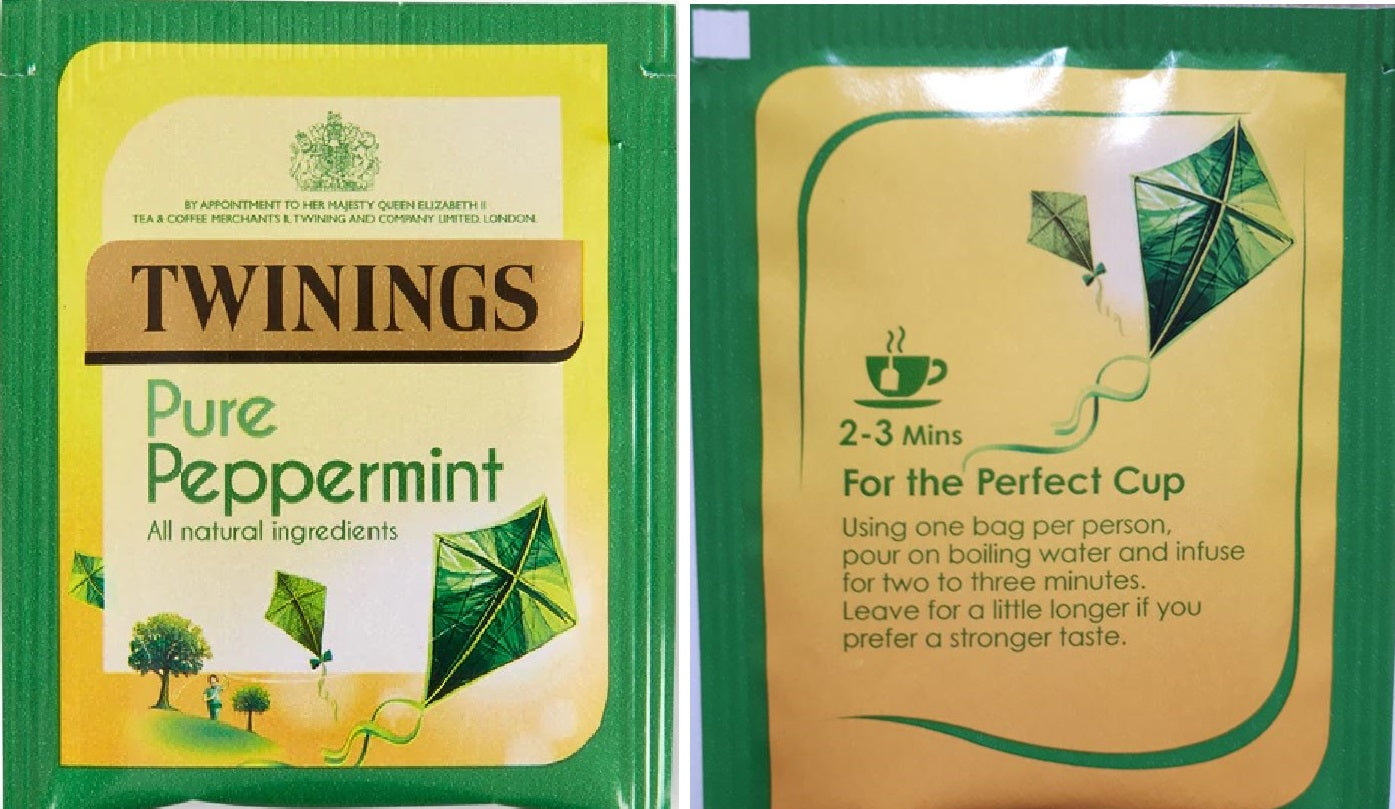 BY APPOINTMENT TO HER MAJESTY QUEEN ELIZABETH II
TEA & COFFEE MERCHANTS R. TWINING AND COMPANY LIMITED. LONDON.
TWININGS
Pure
Peppermint
All natural ingredients
2-3 Mins
For the Perfect Cup
Using one bag per person,
pour on boiling water and infuse
for two to three minutes.
Leave for a little longer if you
prefer a stronger taste.